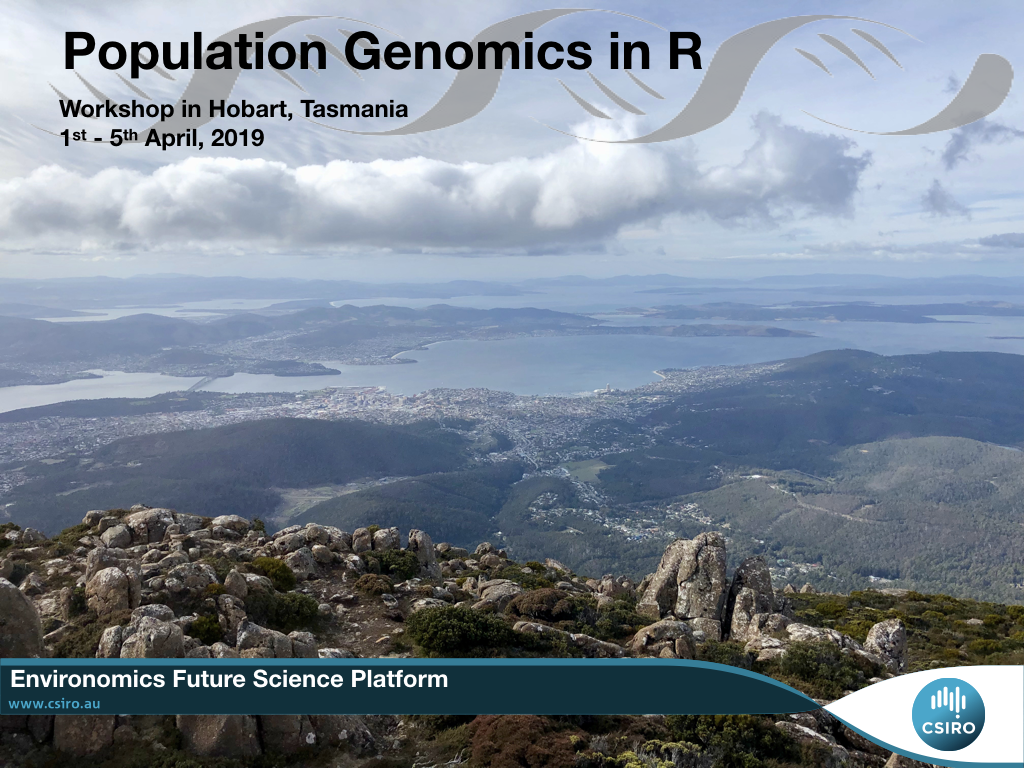 Population Genomics in R
Workshop in Hobart, Tasmania
1st - 5th April, 2019
Environomics Future Science Platform
www.csiro.au
CSIRO